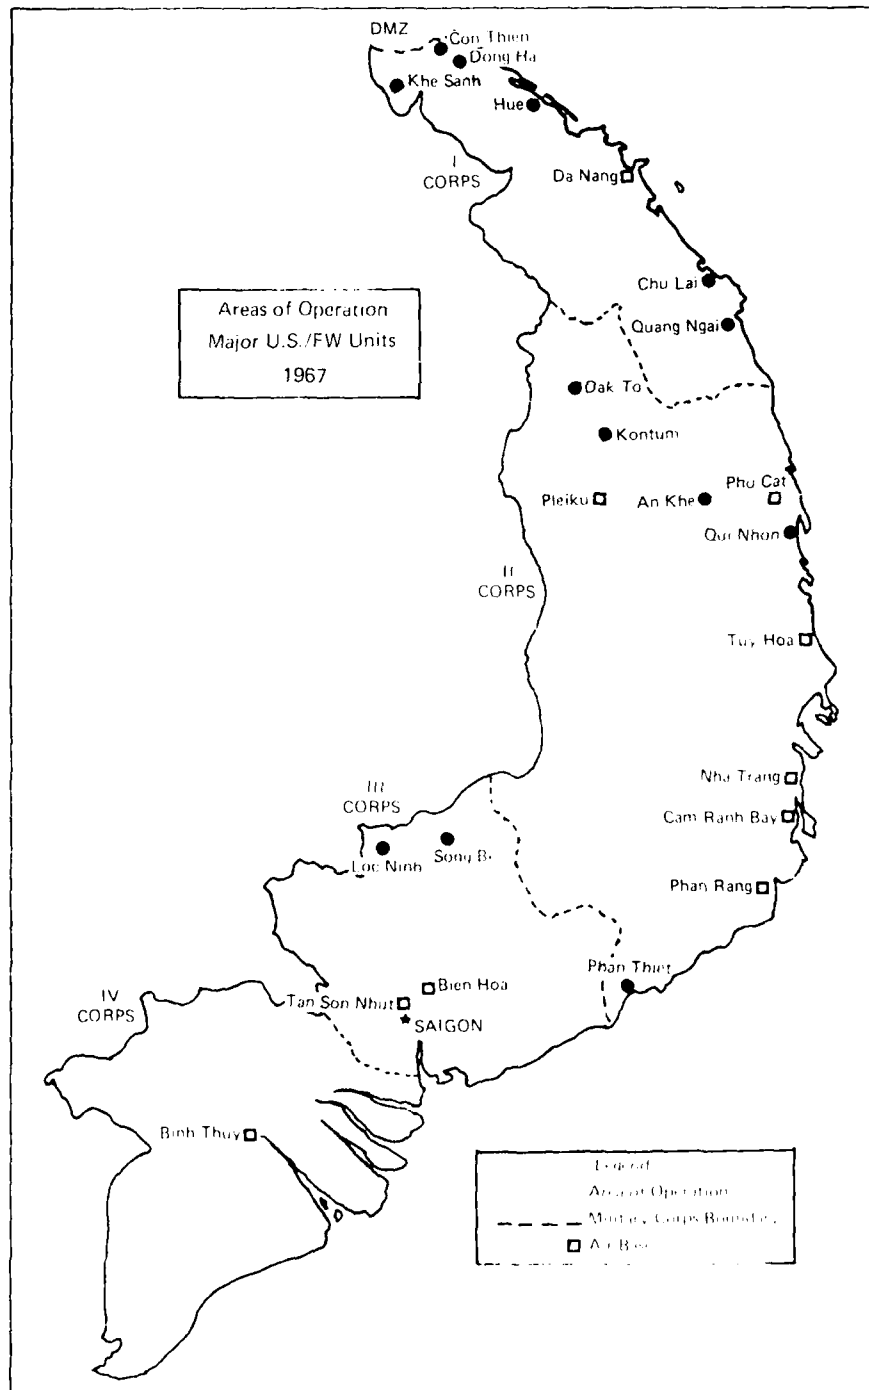 DMZ
Con Thien
Dong Ha
Khe Sanh
Hue
I
CORPS
Da Nang
Chu Lai
Areas of Operation
Major U.S./FW Units
1967
Quang Ngai
Dak To
Kontum
Phu Cat
Pleiku
An Khe
Qui Nhon
II
CORPS
Tuy Hoa
Nha Trang
III
CORPS
Cam Ranh Bay
Loc Ninh
Song Be
Phan Rang
Phan Thiet
IV
CORPS
Bien Hoa
Tan Son Nhut
SAIGON
Binh Thuy
Legend
Area of Operation
Military Corps Boundary
Air Base